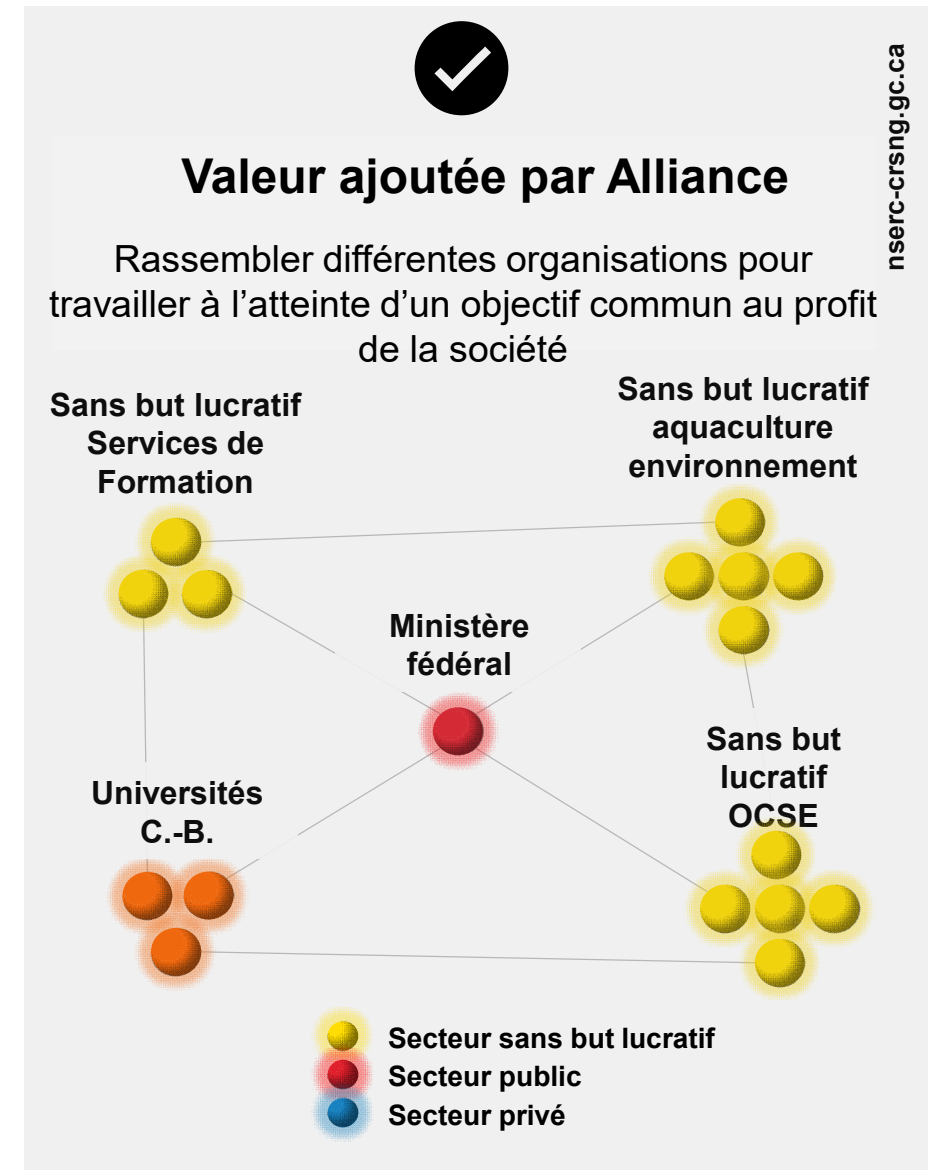 nserc-crsng.gc.ca
Valeur ajoutée par Alliance
Rassembler différentes organisations pour
travailler à l’atteinte d’un objectif commun au profit
de la société
Sans but lucratif
Services de
Formation
Sans but lucratif
aquaculture
environnement
Ministère
fédéral
Sans but
lucratif
OCSE
Universités
C.-B.
Secteur sans but lucratif
Secteur public
Secteur privé